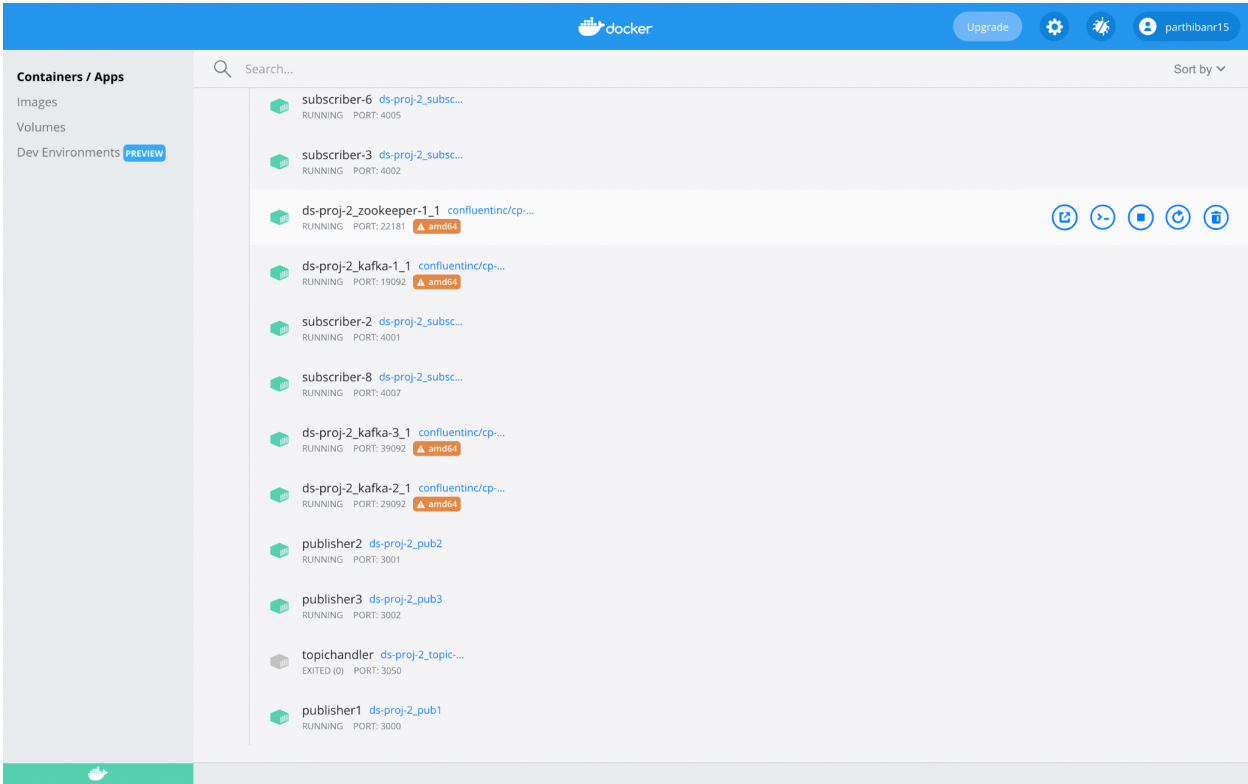 docker
Upgrade
parthibanr15
Containers / Apps
Images
Volumes
Dev Environments PREVIEW
Search...
Sort by
subscriber-6 ds-proj-2_subsc...
RUNNING PORT: 4005
subscriber-3 ds-proj-2_subsc...
RUNNING PORT: 4002
ds-proj-2_zookeeper-1_1 confluentinc/cp-...
RUNNING PORT: 22181 amd64
ds-proj-2_kafka-1_1 confluentinc/cp-...
RUNNING PORT: 19092 amd64
subscriber-2 ds-proj-2_subsc...
RUNNING PORT: 4001
subscriber-8 ds-proj-2_subsc...
RUNNING PORT: 4007
ds-proj-2_kafka-3_1 confluentinc/cp-...
RUNNING PORT: 39092 amd64
ds-proj-2_kafka-2_1 confluentinc/cp-...
RUNNING PORT: 29092 amd64
publisher2 ds-proj-2_pub2
RUNNING PORT: 3001
publisher3 ds-proj-2_pub3
RUNNING PORT: 3002
topichandler ds-proj-2_topic-...
EXITED (0) PORT: 3050
publisher1 ds-proj-2_pub1
RUNNING PORT: 3000